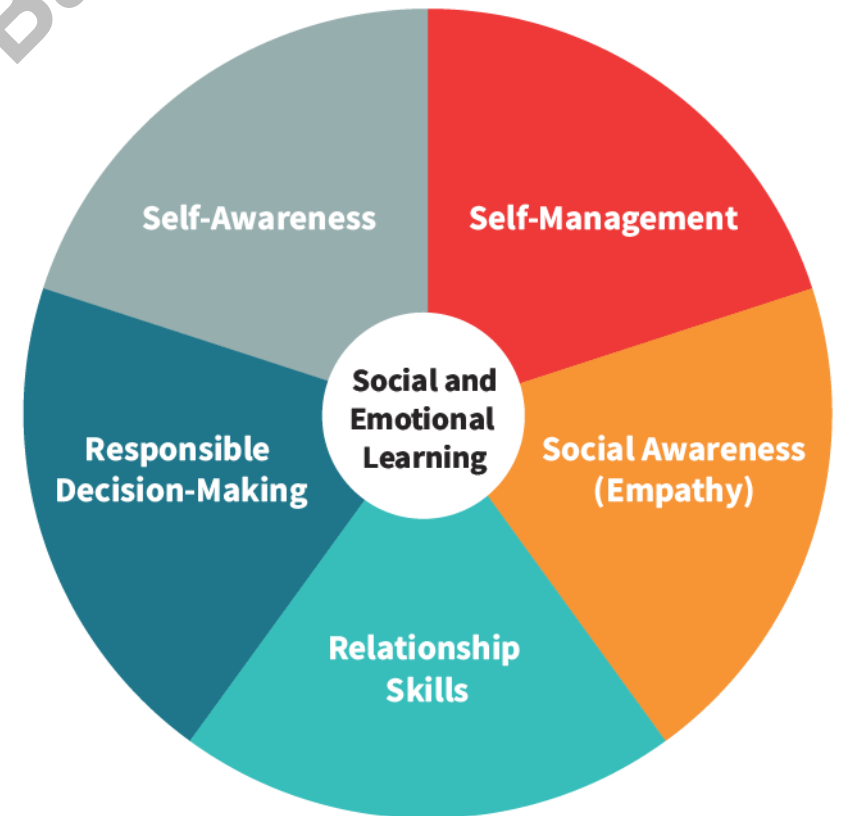 Self-Awareness
Self-Management
Social and
Emotional
Learning
Responsible
Decision-Making
Social Awareness
(Empathy)
Relationship
Skills